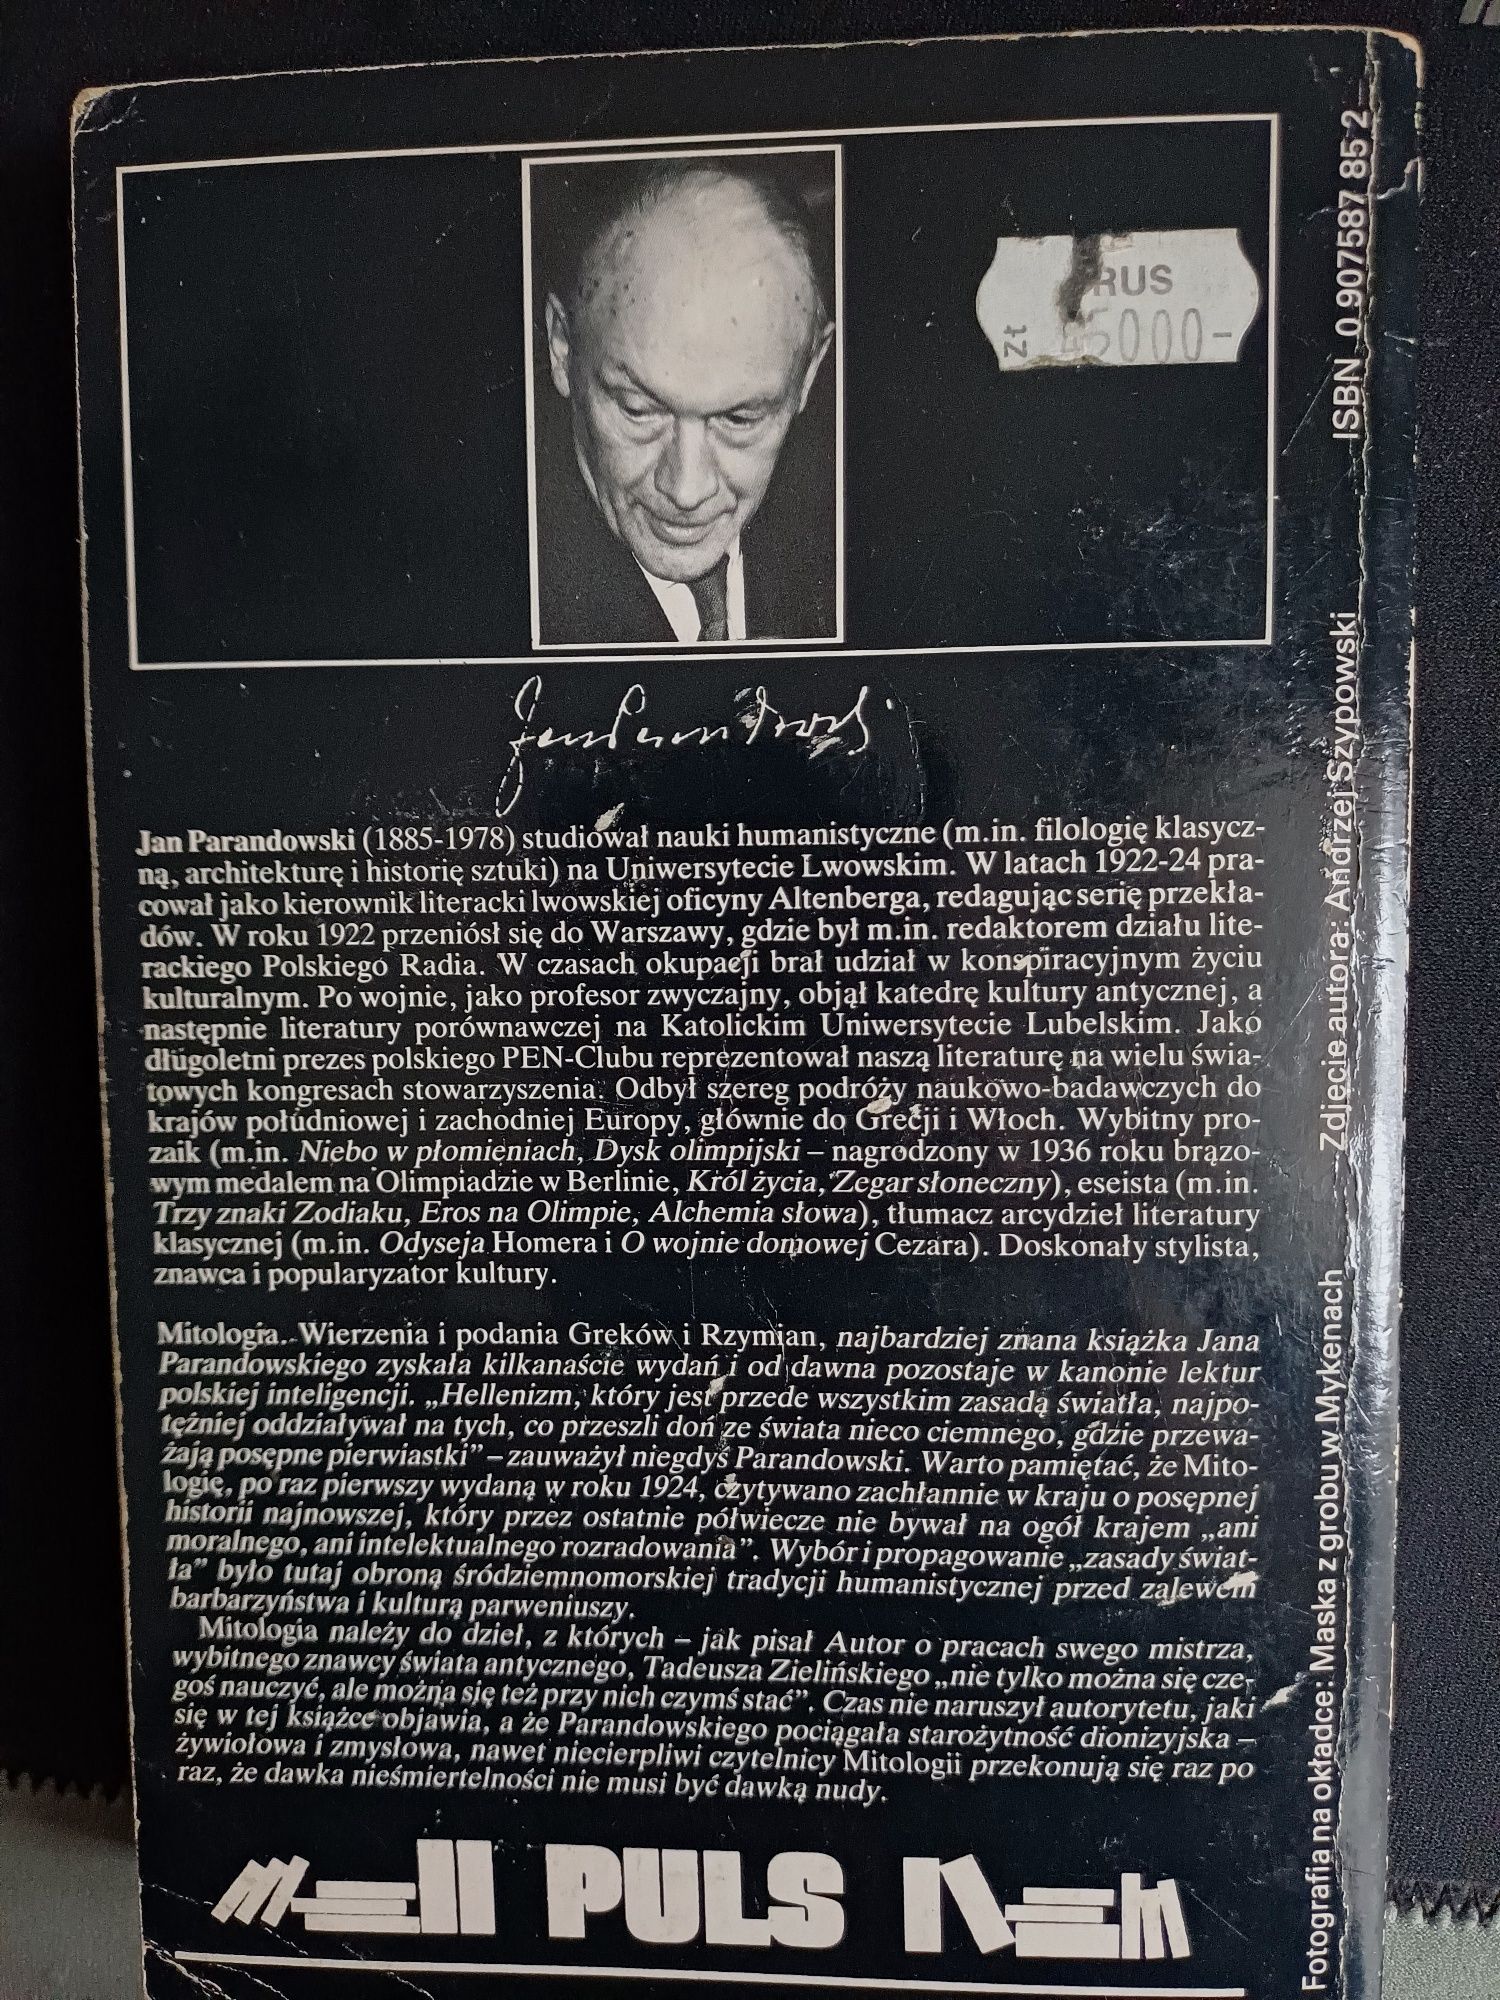 RUS
zł 5000-
Jan Parandowski
Jan Parandowski (1885-1978) studiował nauki humanistyczne (m.in. filologię klasycz-
ną, architekturę i historię sztuki) na Uniwersytecie Lwowskim. W latach 1922-24 pra-
cował jako kierownik literacki lwowskiej oficyny Altenberga, redagując serię przekła-
dów. W roku 1922 przeniósł się do Warszawy, gdzie był m.in. redaktorem działu lite-
rackiego Polskiego Radia. W czasach okupacji brał udział w konspiracyjnym życiu
kulturalnym. Po wojnie, jako profesor zwyczajny, objął katedrę kultury antycznej, a
następnie literatury porównawczej na Katolickim Uniwersytecie Lubelskim. Jako
długoletni prezes polskiego PEN-Clubu reprezentował naszą literaturę na wielu świa-
towych kongresach stowarzyszenia. Odbył szereg podróży naukowo-badawczych do
krajów południowej i zachodniej Europy, głównie do Grecji i Włoch. Wybitny pro-
zaik (m.in. Niebo w płomieniach, Dysk olimpijski – nagrodzony w 1936 roku brązo-
wym medalem na Olimpiadzie w Berlinie, Król życia, Zegar słoneczny), eseista (m.in.
Trzy znaki Zodiaku, Eros na Olimpie, Alchemia słowa), tłumacz arcydzieł literatury
klasycznej (m.in. Odyseja Homera i O wojnie domowej Cezara). Doskonały stylista,
znawca i popularyzator kultury.
Mitologia. Wierzenia i podania Greków i Rzymian, najbardziej znana książka Jana
Parandowskiego zyskała kilkanaście wydań i od dawna pozostaje w kanonie lektur
polskiej inteligencji. „Hellenizm, który jest przede wszystkim zasadą światła, najpo-
tężniej oddziaływał na tych, co przeszli doń ze świata nieco ciemnego, gdzie przewa-
żają posępne pierwiastki” – zauważył niegdyś Parandowski. Warto pamiętać, że Mito-
logię, po raz pierwszy wydaną w roku 1924, czytywano zachłannie w kraju o posępnej
historii najnowszej, który przez ostatnie półwiecze nie bywał na ogół krajem „ani
moralnego, ani intelektualnego rozradowania”. Wybór i propagowanie „zasady świat-
ła” było tutaj obroną śródziemnomorskiej tradycji humanistycznej przed zalewem
barbarzyństwa i kulturą parweniuszy.
Mitologia należy do dzieł, z których – jak pisał Autor o pracach swego mistrza,
wybitnego znawcy świata antycznego, Tadeusza Zielińskiego „nie tylko można się cze-
goś nauczyć, ale można się też przy nich czymś stać”. Czas nie naruszył autorytetu, jaki
się w tej książce objawia, a że Parandowskiego pociągała starożytność dionizyjska –
żywiołowa i zmysłowa, nawet niecierpliwi czytelnicy Mitologii przekonują się raz po
raz, że dawka nieśmiertelności nie musi być dawką nudy.
PULS
Fotografia na okładce: Maska z grobu w Mykenach
Zdjęcie autora: Andrzej Szypowski
ISBN 0 907587 85 2